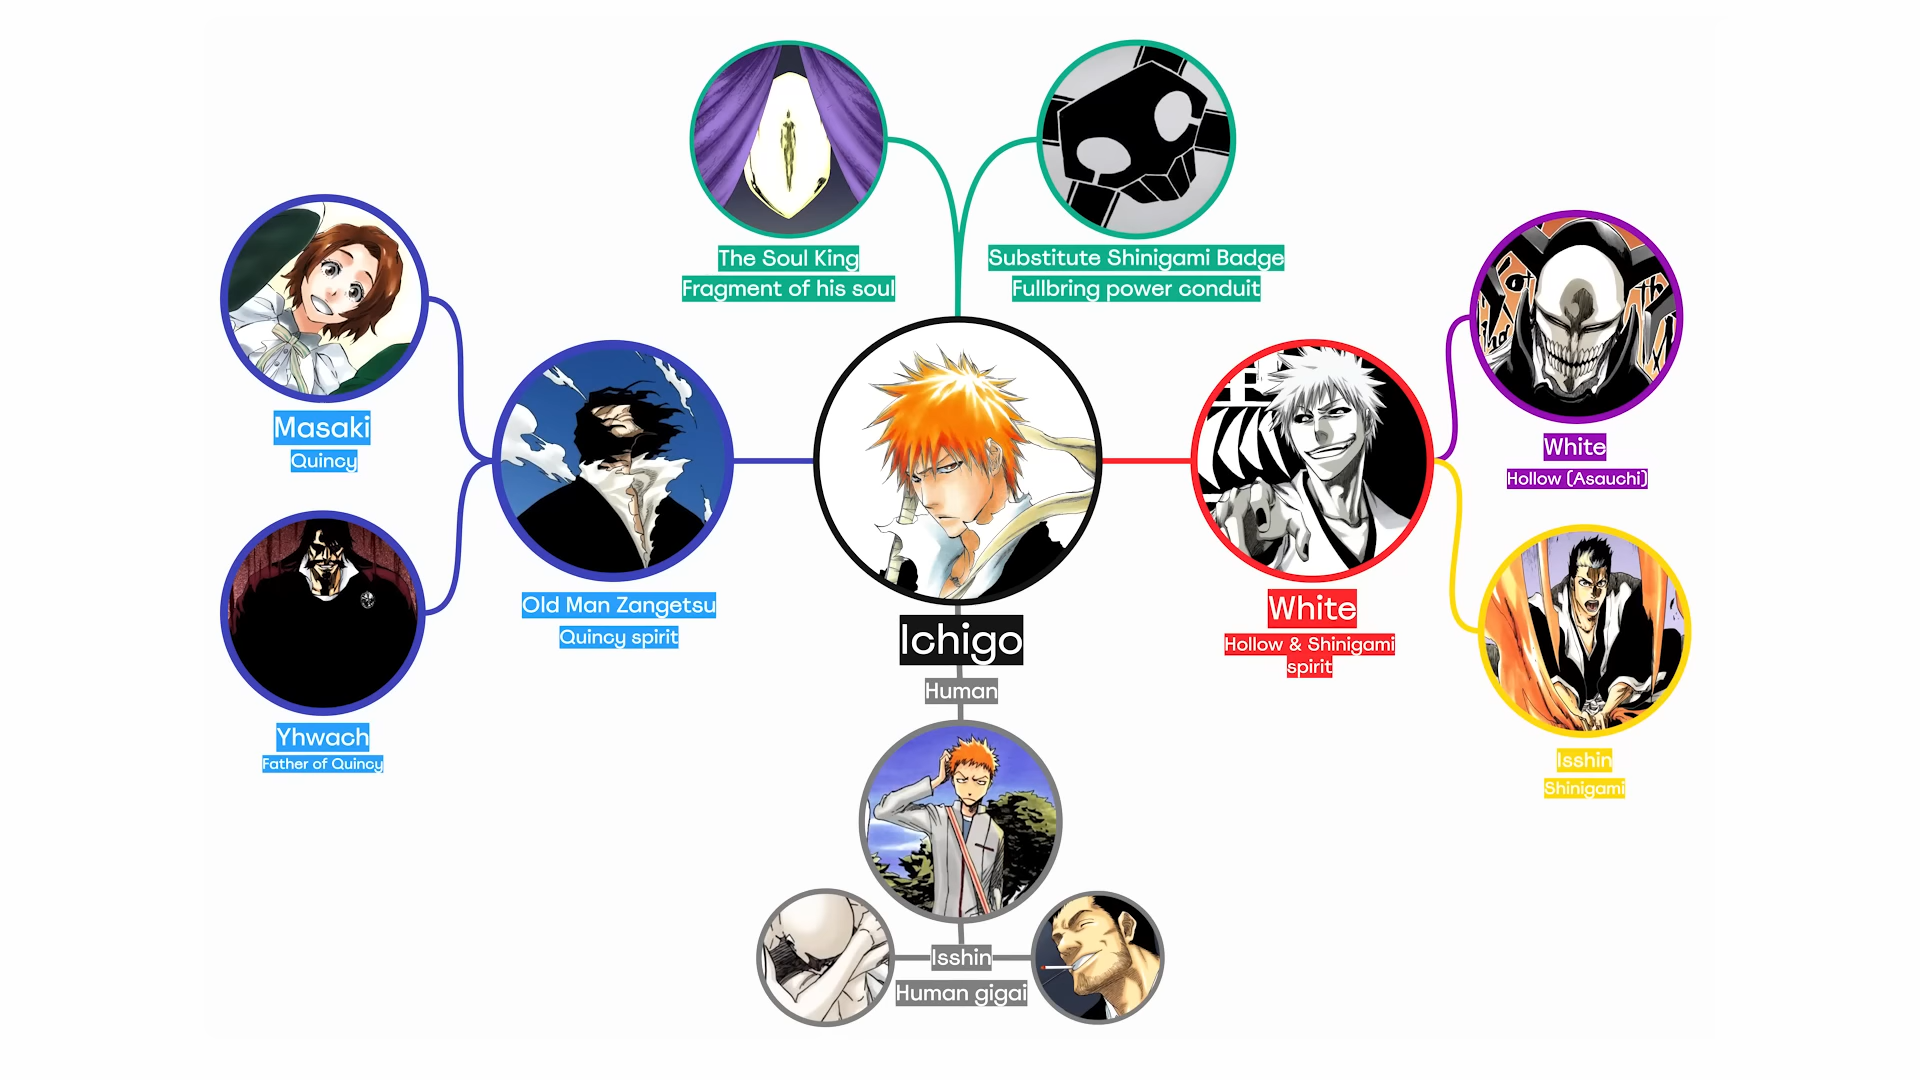 The Soul King
Fragment of his soul
Substitute Shinigami Badge
Fullbring power conduit
Masaki
Quincy
Old Man Zangetsu
Quincy spirit
Yhwach
Father of Quincy
Ichigo
Human
White
Hollow & Shinigami
spirit
White
Hollow (Asauchi)
Isshin
Shinigami
Isshin
Human gigai